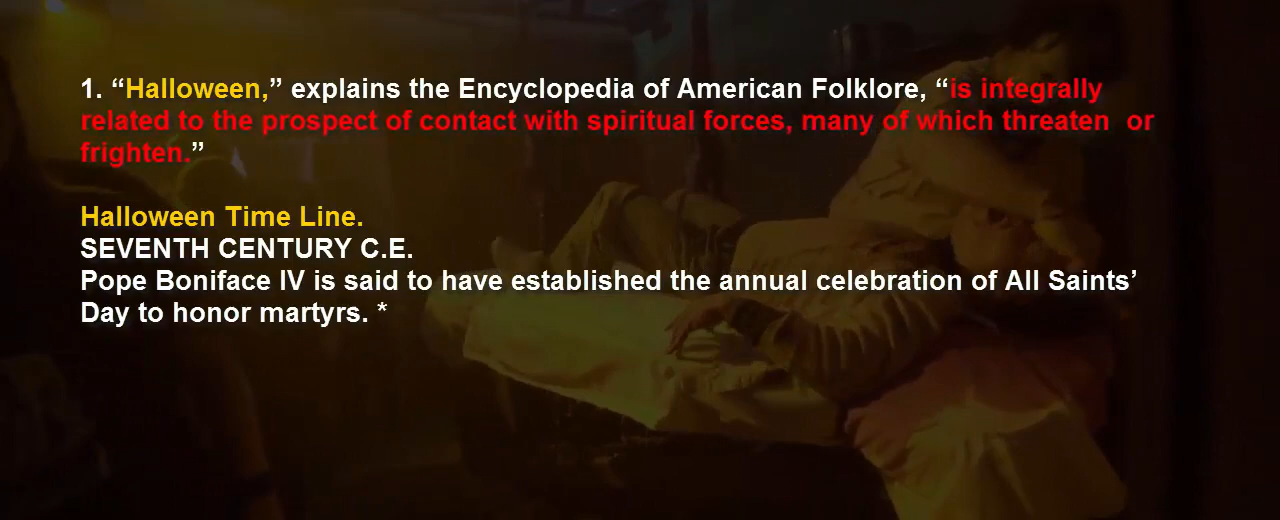 1. “Halloween,” explains the Encyclopedia of American Folklore, “is integrally
related to the prospect of contact with spiritual forces, many of which threaten  or
frighten.”
Halloween Time Line.
SEVENTH CENTURY C.E.
Pope Boniface IV is said to have established the annual celebration of All Saints’
Day to honor martyrs. *